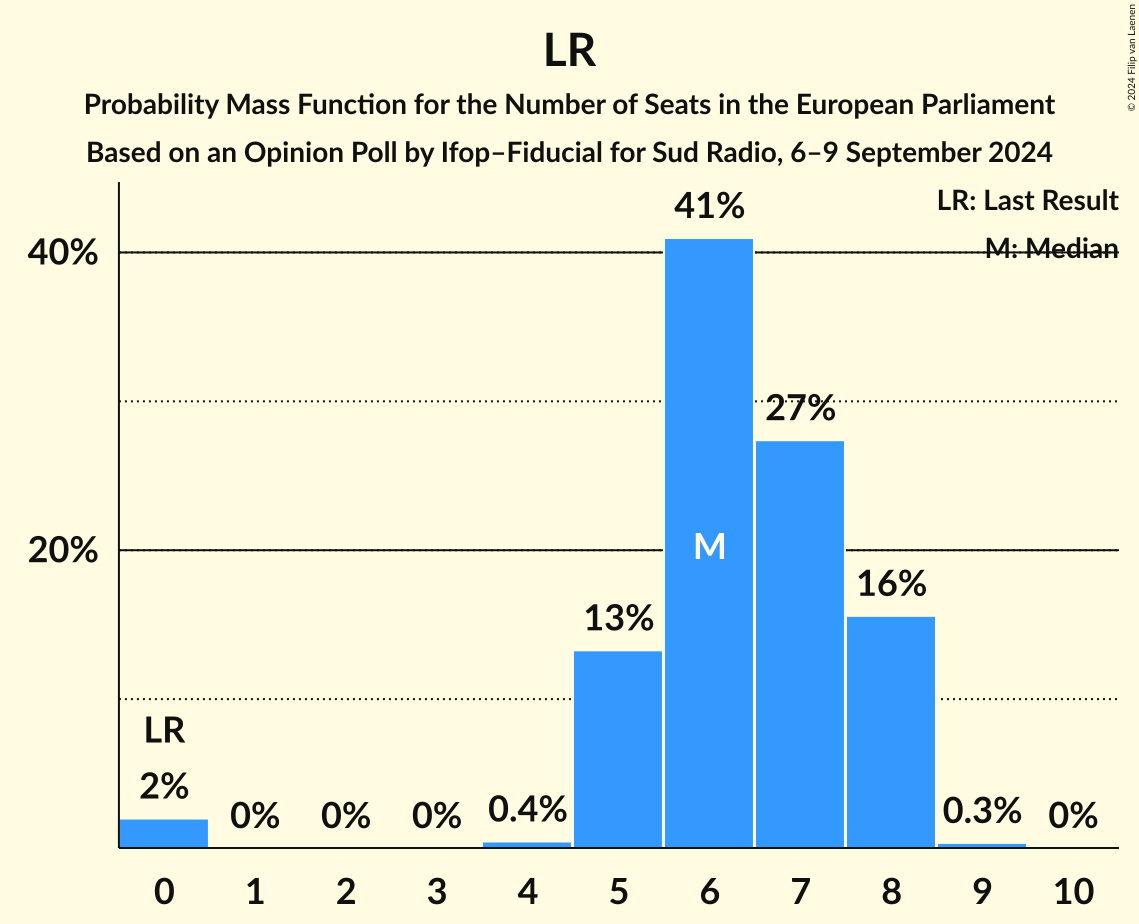 LR
Probability Mass Function for the Number of Seats in the European Parliament
Based on an Opinion Poll by Ifop–Fiducial for Sud Radio, 6–9 September 2024
© 2024 Filip van Laenen
LR: Last Result
M: Median
41%
40%
27%
20%
M
16%
13%
LR
2%
0%
0%
0%
0.4%
0.3%
0%
0 1 2 3 4 5 6 7 8 9 10